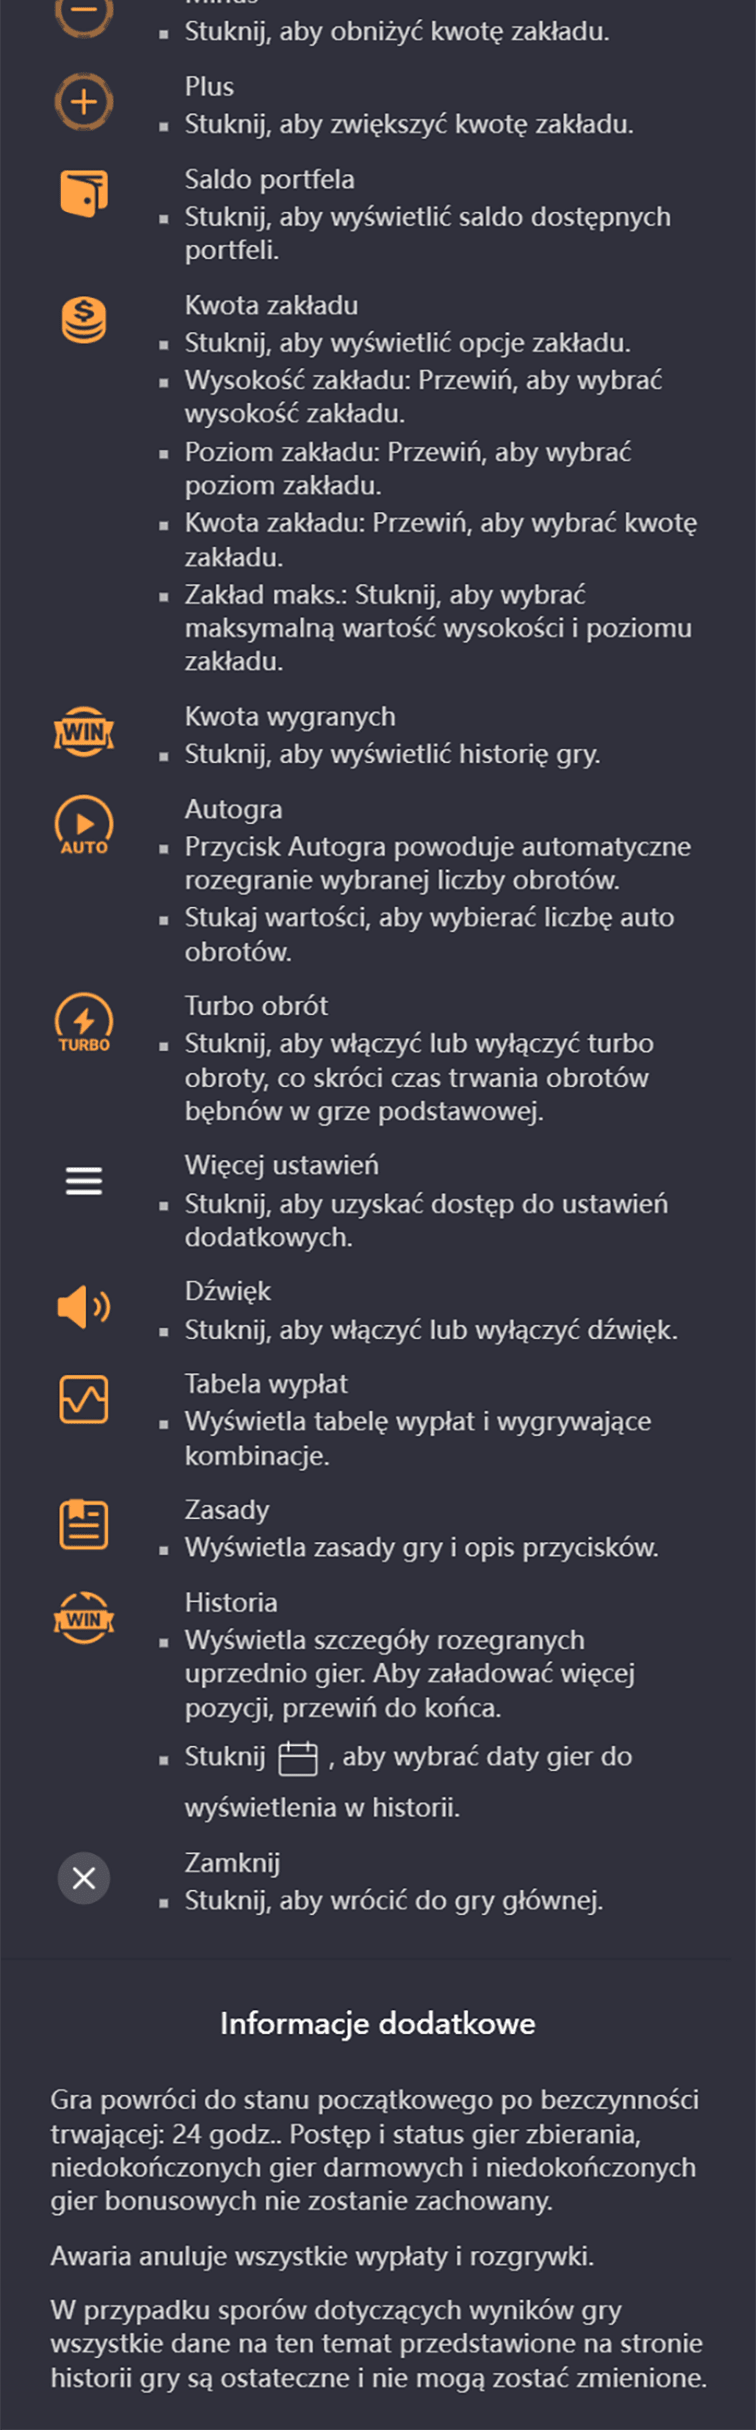 Minus
Stuknij, aby obniżyć kwotę zakładu.
Plus
Stuknij, aby zwiększyć kwotę zakładu.
Saldo portfela
Stuknij, aby wyświetlić saldo dostępnych
portfeli.
Kwota zakładu
Stuknij, aby wyświetlić opcje zakładu.
Wysokość zakładu: Przewiń, aby wybrać
wysokość zakładu.
Poziom zakładu: Przewiń, aby wybrać
poziom zakładu.
Kwota zakładu: Przewiń, aby wybrać kwotę
zakładu.
Zakład maks.: Stuknij, aby wybrać
maksymalną wartość wysokości i poziomu
zakładu.
WIN
Kwota wygranych
Stuknij, aby wyświetlić historię gry.
AUTO
Autogra
Przycisk Autogra powoduje automatyczne
rozegranie wybranej liczby obrotów.
Stukaj wartości, aby wybierać liczbę auto
obrotów.
TURBO
Turbo obrót
Stuknij, aby włączyć lub wyłączyć turbo
obroty, co skróci czas trwania obrotów
bębnów w grze podstawowej.
Więcej ustawień
Stuknij, aby uzyskać dostęp do ustawień
dodatkowych.
Dźwięk
Stuknij, aby włączyć lub wyłączyć dźwięk.
Tabela wypłat
Wyświetla tabelę wypłat i wygrywające
kombinacje.
Zasady
Wyświetla zasady gry i opis przycisków.
WIN
Historia
Wyświetla szczegóły rozegranych
uprzednio gier. Aby załadować więcej
pozycji, przewiń do końca.
Stuknij , aby wybrać daty gier do
wyświetlenia w historii.
Zamknij
Stuknij, aby wrócić do gry głównej.
Informacje dodatkowe
Gra powróci do stanu początkowego po bezczynności
trwającej: 24 godz.. Postęp i status gier zbierania,
niedokończonych gier darmowych i niedokończonych
gier bonusowych nie zostanie zachowany.
Awaria anuluje wszystkie wypłaty i rozgrywki.
W przypadku sporów dotyczących wyników gry
wszystkie dane na ten temat przedstawione na stronie
historii gry są ostateczne i nie mogą zostać zmienione.